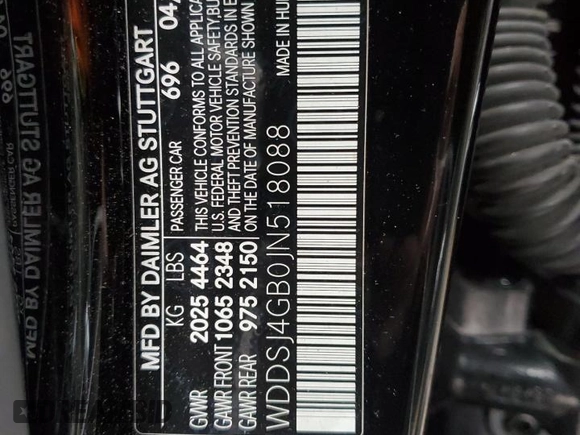 MFD BY DAIMLER AG STUTTGART
KG LBS PASSENGER CAR 696 04
GVWR 2025 4464 THIS VEHICLE CONFORMS TO ALL APPLICA
GAWR FRONT 1065 2348 U.S. FEDERAL MOTOR VEHICLE SAFETY, BU
AND THEFT PREVENTION STANDARDS IN E
GAWR REAR 975 2150 ON THE DATE OF MANUFACTURE SHOWN
WDDSJ4GB0JN518088 MADE IN HU